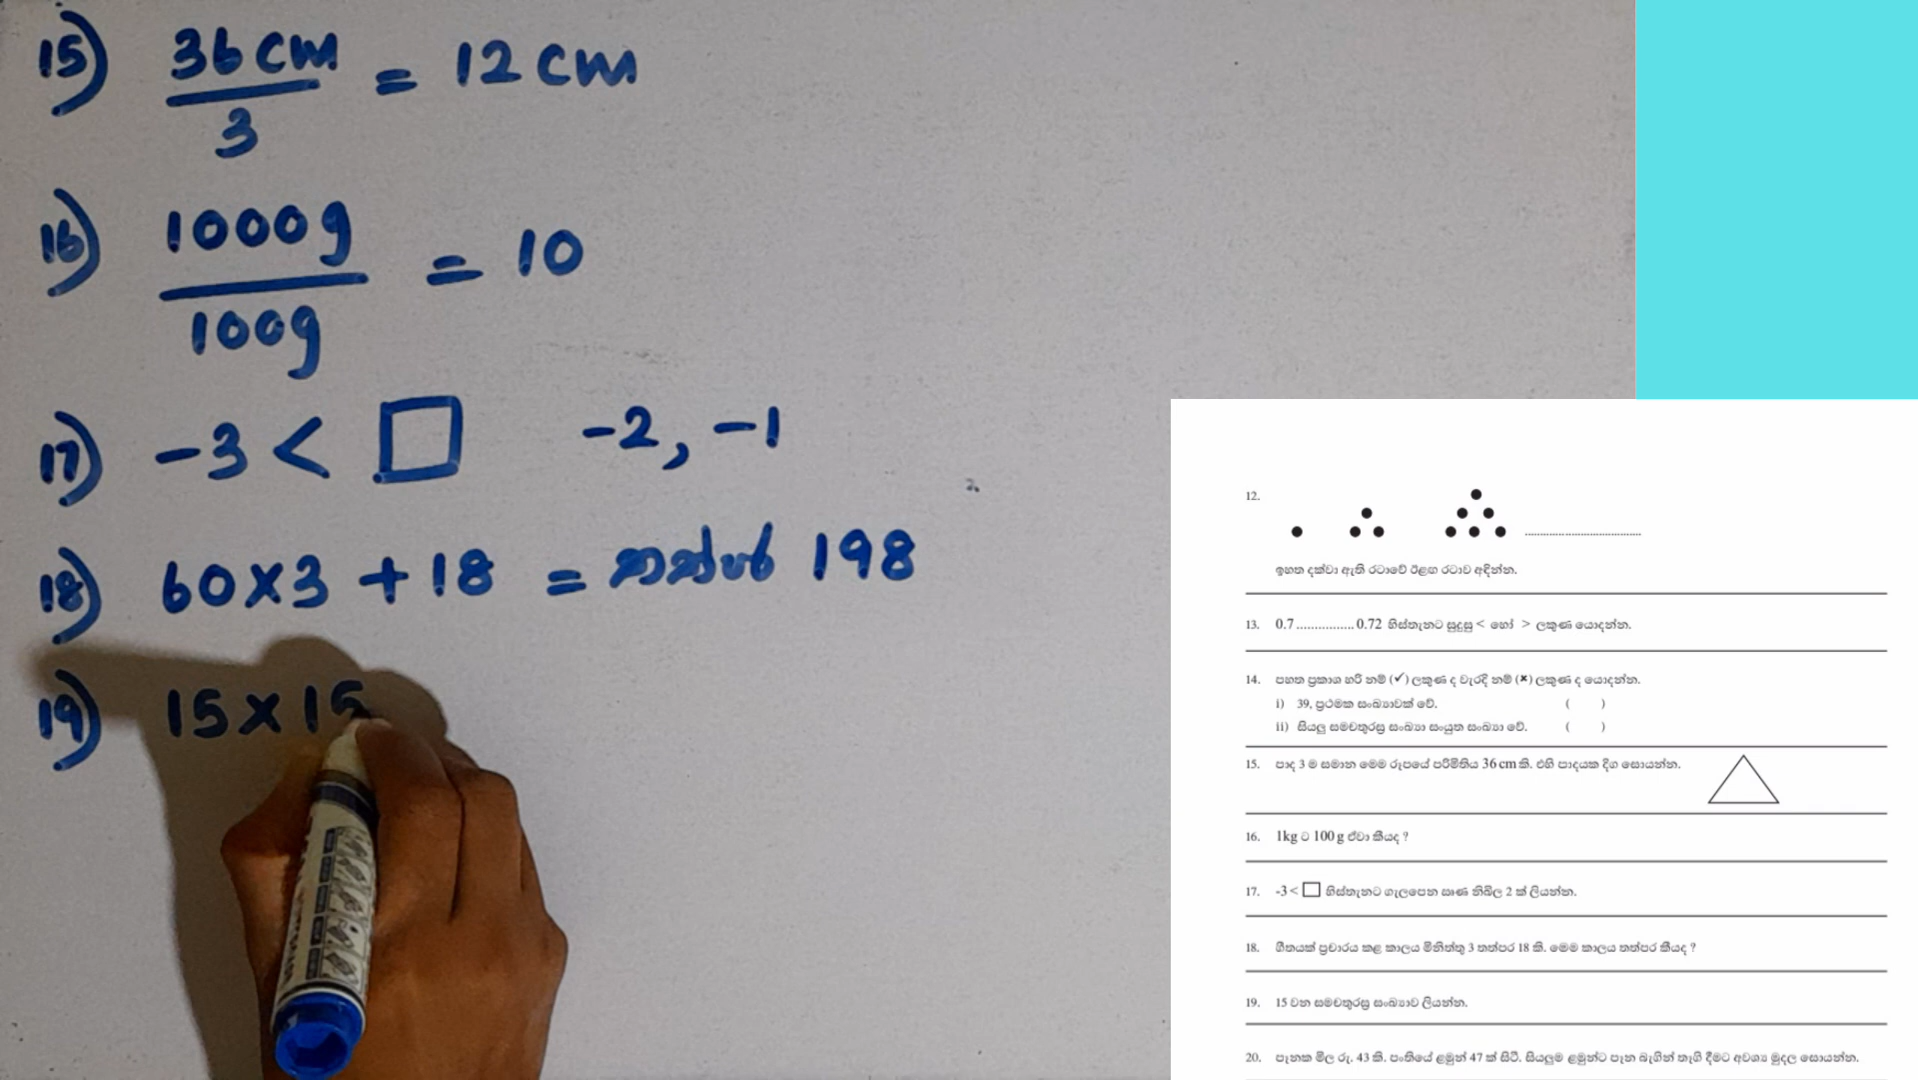 15) 36 cm / 3 = 12 cm
16) 1000g / 100g = 10
17) -3 < □ -2, -1
18) 60 x 3 + 18 = තත්පර 198
19) 15 x 15
12.
ඉහත දක්වා ඇති රටාවේ ඊළඟ රටාව අඳින්න.
13. 0.7 ................ 0.72 හිස්තැනට සුදුසු < හෝ > ලකුණ යොදන්න.
14. පහත ප්‍රකාශ හරි නම් (✓) ලකුණ ද වැරදි නම් (✖) ලකුණ ද යොදන්න.
i) 39, ප්‍රථමක සංඛ්‍යාවක් වේ. ( )
ii) සියලු සමචතුරස්‍ර සංඛ්‍යා සංයුත සංඛ්‍යා වේ. ( )
15. පාද 3 ම සමාන මෙම රූපයේ පරිමිතිය 36 cm කි. එහි පාදයක දිග සොයන්න.
16. 1kg ට 100 g ඒවා කීයද ?
17. -3 < □ හිස්තැනට ගැලපෙන ඍණ නිඛිල 2 ක් ලියන්න.
18. ගීතයක් ප්‍රචාරය කළ කාලය මිනිත්තු 3 තත්පර 18 කි. මෙම කාලය තත්පර කීයද ?
19. 15 වන සමචතුරස්‍ර සංඛ්‍යාව ලියන්න.
20. පෑනක මිල රු. 43 කි. පංතියේ ළමුන් 47 ක් සිටී. සියලුම ළමුන්ට පෑන බැගින් තෑගි දීමට අවශ්‍ය මුදල සොයන්න.